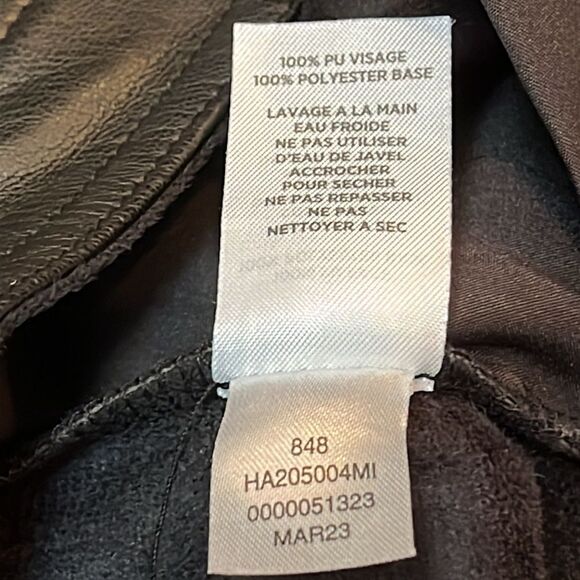 100% PU VISAGE
100% POLYESTER BASE
LAVAGE A LA MAIN
EAU FROIDE
NE PAS UTILISER
D'EAU DE JAVEL
ACCROCHER
POUR SECHER
NE PAS REPASSER
NE PAS
NETTOYER A SEC
848
HA205004MI
0000051323
MAR23